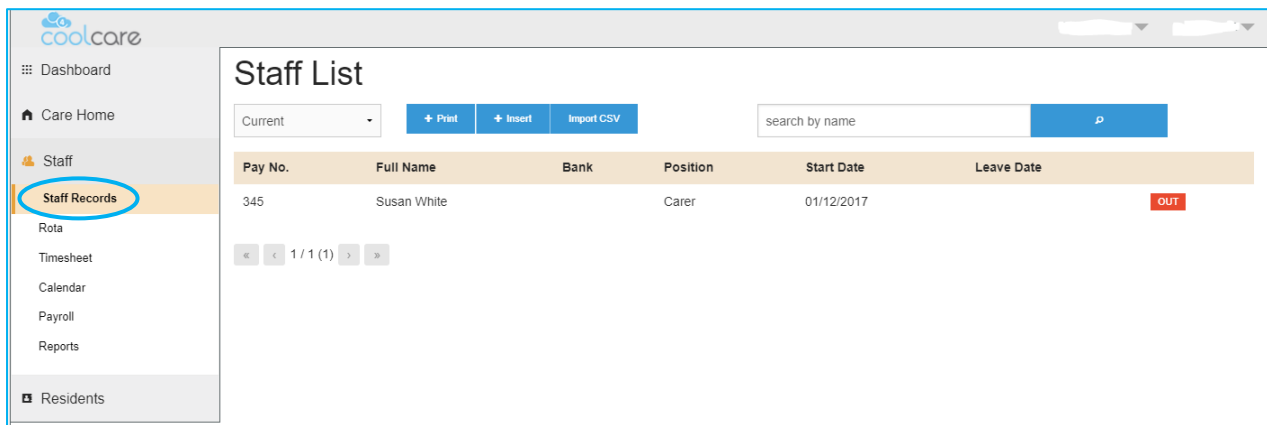 coolcare
Dashboard
Care Home
Staff
Staff Records
Rota
Timesheet
Calendar
Payroll
Reports
Residents
Staff List
Current + Print + Insert Import CSV search by name
Pay No. Full Name Bank Position Start Date Leave Date
345 Susan White Carer 01/12/2017 OUT
« ‹ 1 / 1 (1) › »